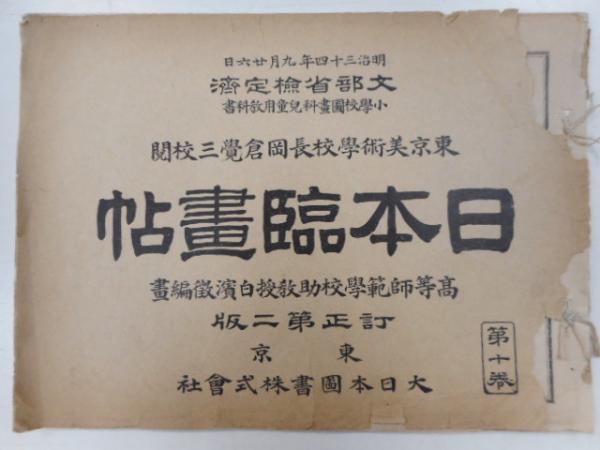 明治三十四年九月廿六日
文部省檢定濟
小學校圖畫科兒童用敎科書
東京美術學校長岡倉覺三校閱
日本臨畫帖
高等師範學校助敎授白濱徵編畫
訂正第二版
第十卷
東京
大日本圖書株式會社